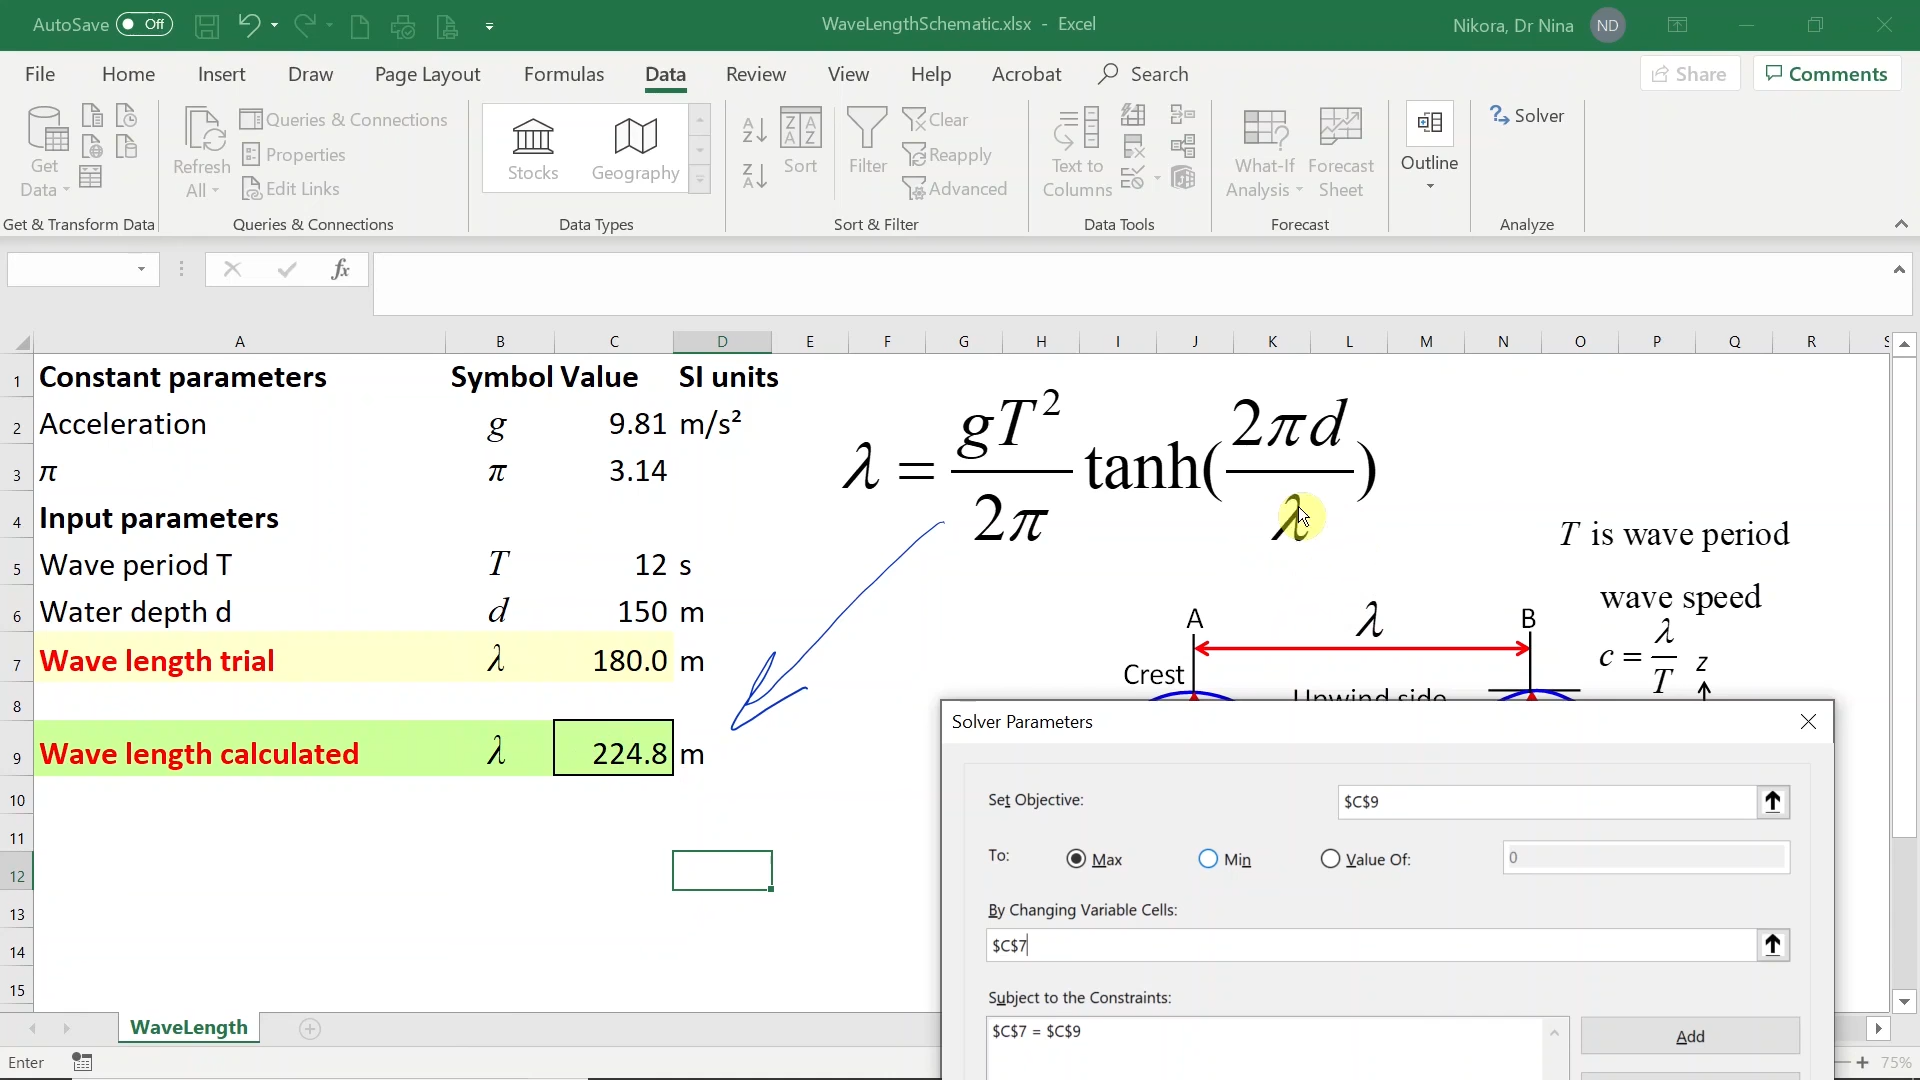 AutoSave Off WaveLengthSchematic.xlsx - Excel Nikora, Dr Nina ND
File Home Insert Draw Page Layout Formulas Data Review View Help Acrobat Search Share Comments
Get Data
Refresh All
Queries & Connections
Properties
Edit Links
Stocks
Geography
Sort
Filter
Clear
Reapply
Advanced
Text to Columns
What-If Analysis
Forecast Sheet
Outline
Solver
Get & Transform Data Queries & Connections Data Types Sort & Filter Data Tools Forecast Analyze
fx
A B C D E F G H I J K L M N O P Q R
1 Constant parameters Symbol Value SI units
2 Acceleration g 9.81 m/s²
3 π π 3.14
4 Input parameters
5 Wave period T T 12 s
6 Water depth d d 150 m
7 Wave length trial λ 180.0 m
8
9 Wave length calculated λ 224.8 m
10
11
12
13
14
15
λ = gT² / 2π tanh(2πd / λ)
T is wave period
wave speed
c = λ / T
z
A λ B
Crest
Upwind side
Solver Parameters
Set Objective: $C$9
To: Max Min Value Of: 0
By Changing Variable Cells:
$C$7
Subject to the Constraints:
$C$7 = $C$9
Add
WaveLength
Enter
75%